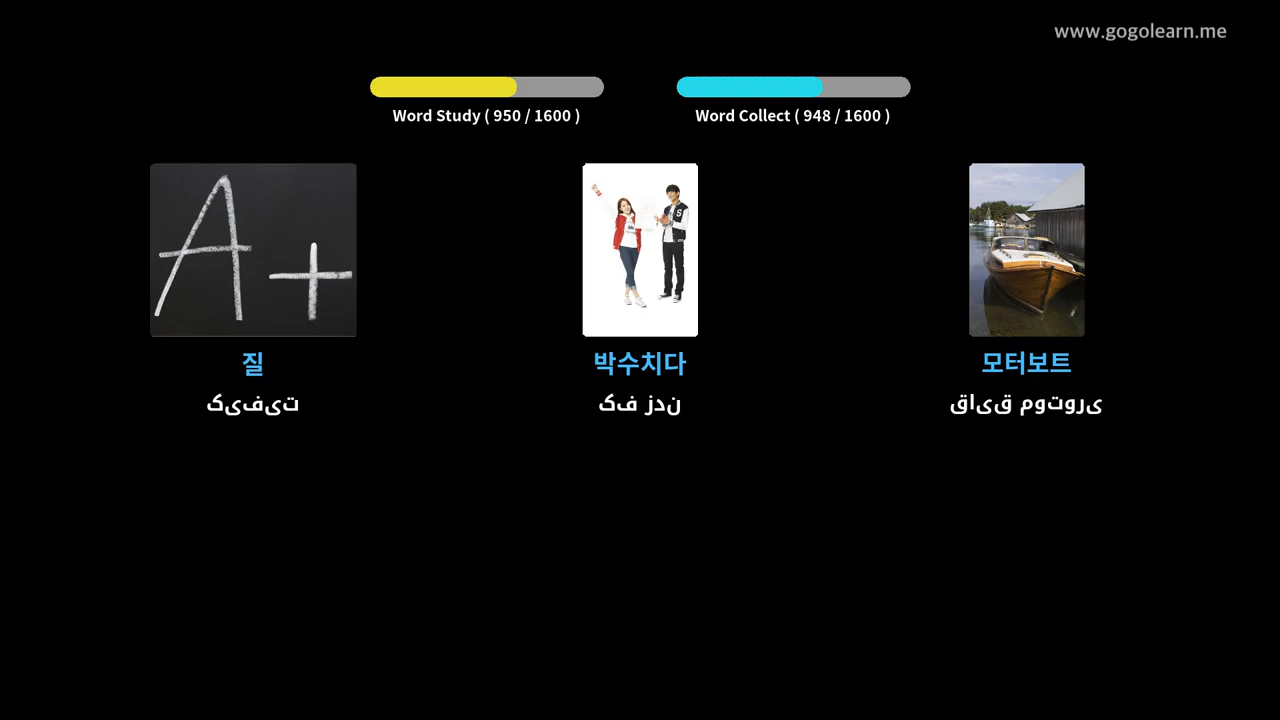 www.gogolearn.me
Word Study ( 950 / 1600 )
Word Collect ( 948 / 1600 )
A+
S
질
박수치다
모터보트
کیفیت
کف زدن
قایق موتوری